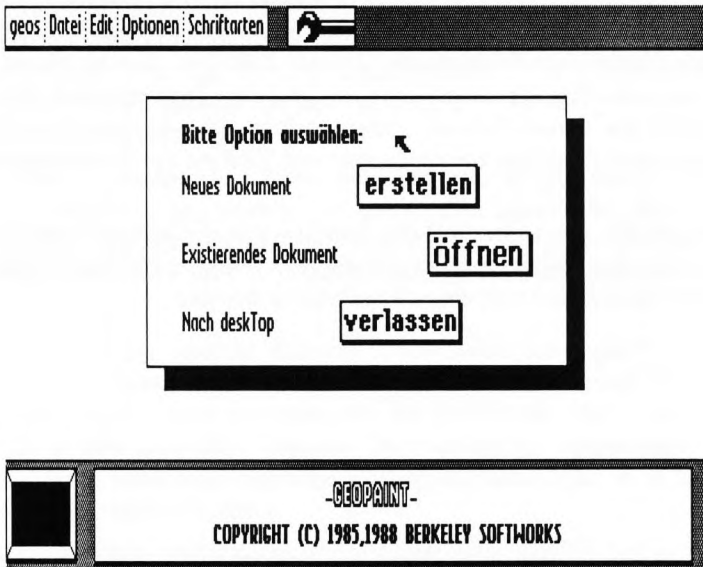 geos Datei Edit Optionen Schriftarten
Bitte Option auswählen:
Neues Dokument erstellen
Existierendes Dokument öffnen
Nach deskTop verlassen
-GEOPAINT-
COPYRIGHT (C) 1985,1988 BERKELEY SOFTWORKS